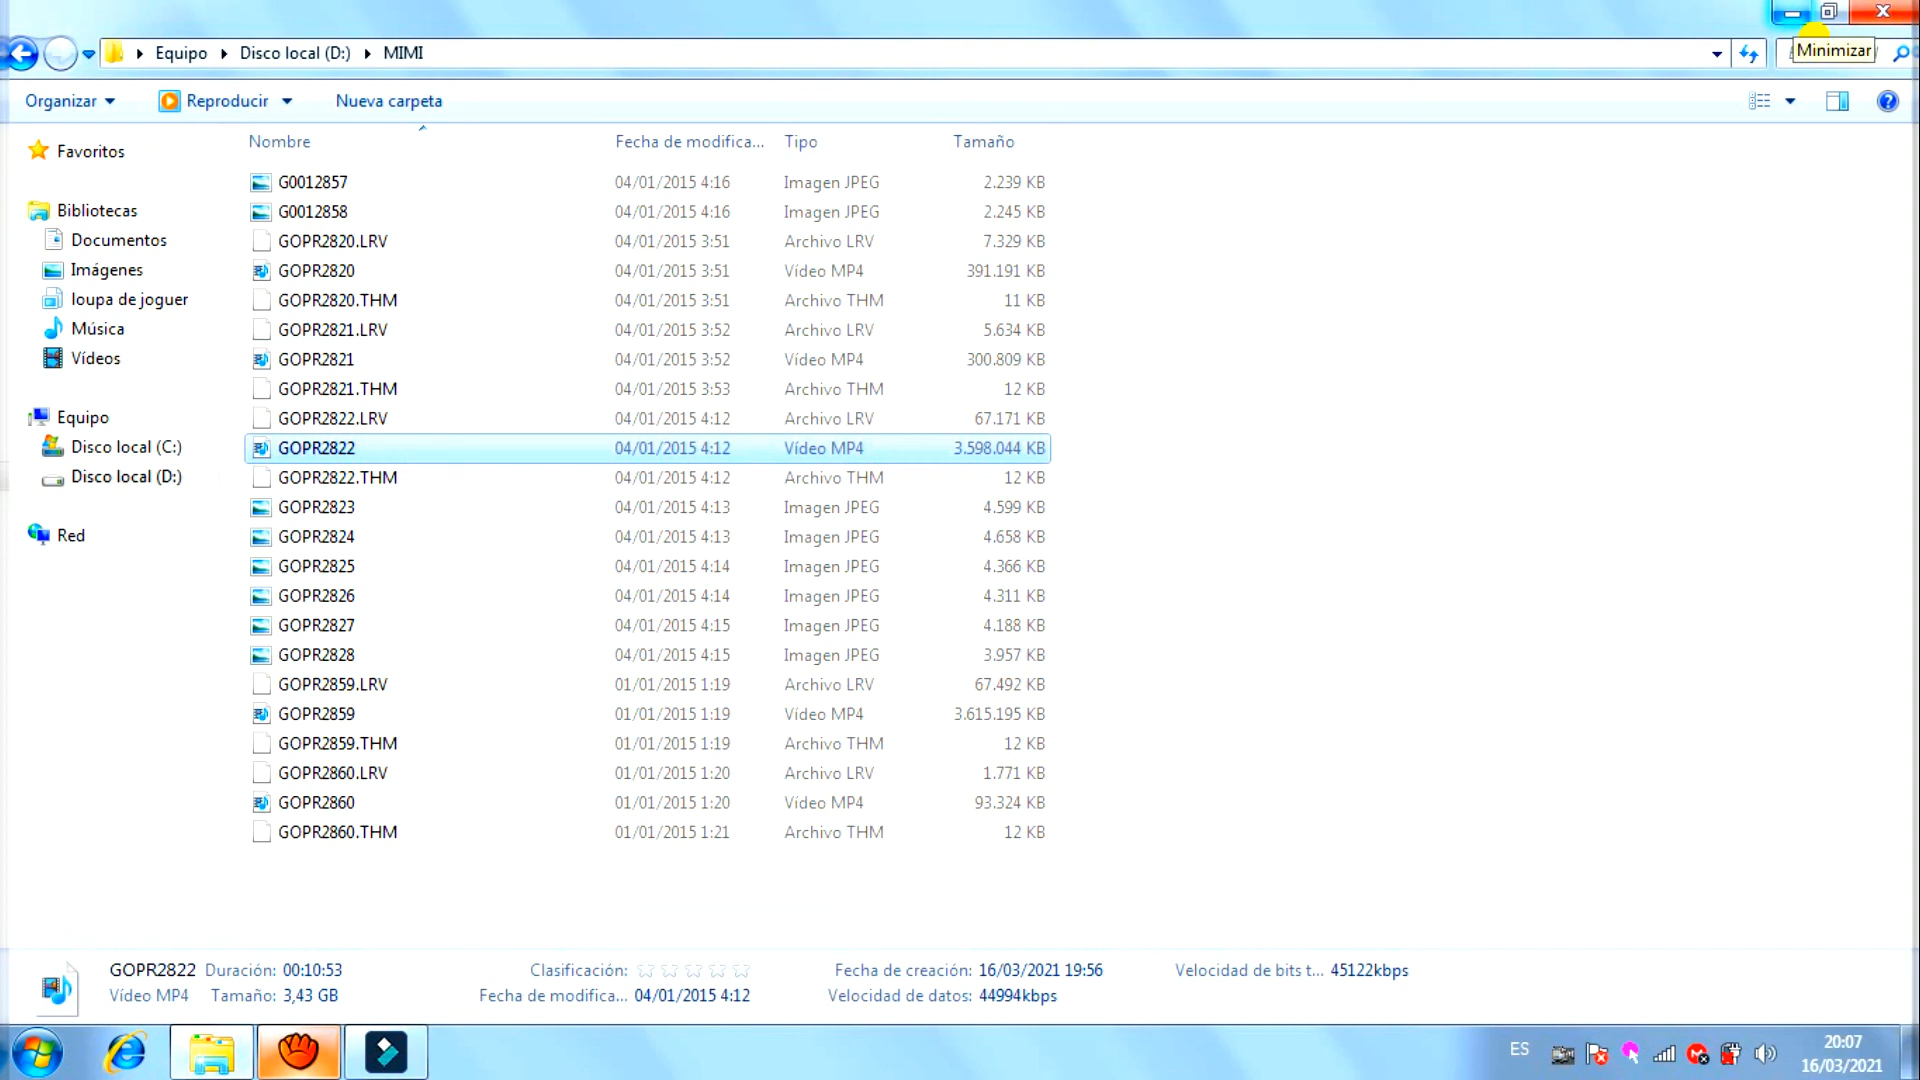 Equipo Disco local (D:) MIMI
Minimizar
Organizar Reproducir Nueva carpeta
Nombre Fecha de modifica... Tipo Tamaño
Favoritos
Bibliotecas
Documentos
Imágenes
loupa de joguer
Música
Vídeos
Equipo
Disco local (C:)
Disco local (D:)
Red
G0012857 04/01/2015 4:16 Imagen JPEG 2.239 KB
G0012858 04/01/2015 4:16 Imagen JPEG 2.245 KB
GOPR2820.LRV 04/01/2015 3:51 Archivo LRV 7.329 KB
GOPR2820 04/01/2015 3:51 Vídeo MP4 391.191 KB
GOPR2820.THM 04/01/2015 3:51 Archivo THM 11 KB
GOPR2821.LRV 04/01/2015 3:52 Archivo LRV 5.634 KB
GOPR2821 04/01/2015 3:52 Vídeo MP4 300.809 KB
GOPR2821.THM 04/01/2015 3:53 Archivo THM 12 KB
GOPR2822.LRV 04/01/2015 4:12 Archivo LRV 67.171 KB
GOPR2822 04/01/2015 4:12 Vídeo MP4 3.598.044 KB
GOPR2822.THM 04/01/2015 4:12 Archivo THM 12 KB
GOPR2823 04/01/2015 4:13 Imagen JPEG 4.599 KB
GOPR2824 04/01/2015 4:13 Imagen JPEG 4.658 KB
GOPR2825 04/01/2015 4:14 Imagen JPEG 4.366 KB
GOPR2826 04/01/2015 4:14 Imagen JPEG 4.311 KB
GOPR2827 04/01/2015 4:15 Imagen JPEG 4.188 KB
GOPR2828 04/01/2015 4:15 Imagen JPEG 3.957 KB
GOPR2859.LRV 01/01/2015 1:19 Archivo LRV 67.492 KB
GOPR2859 01/01/2015 1:19 Vídeo MP4 3.615.195 KB
GOPR2859.THM 01/01/2015 1:19 Archivo THM 12 KB
GOPR2860.LRV 01/01/2015 1:20 Archivo LRV 1.771 KB
GOPR2860 01/01/2015 1:20 Vídeo MP4 93.324 KB
GOPR2860.THM 01/01/2015 1:21 Archivo THM 12 KB
GOPR2822 Duración: 00:10:53 Clasificación: Fecha de creación: 16/03/2021 19:56 Velocidad de bits t... 45122kbps
Vídeo MP4 Tamaño: 3,43 GB Fecha de modifica... 04/01/2015 4:12 Velocidad de datos: 44994kbps
ES
20:07
16/03/2021